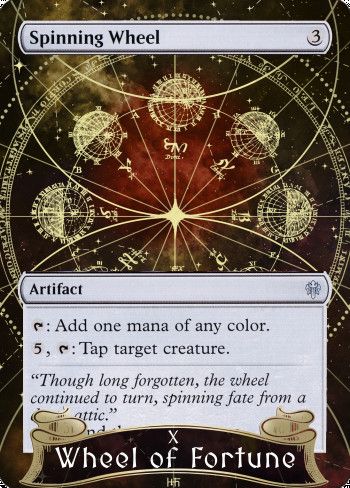 Spinning Wheel 3
Artifact
: Add one mana of any color.
5, : Tap target creature.
“Though long forgotten, the wheel
continued to turn, spinning fate from a
attic.”
X
Wheel of Fortune